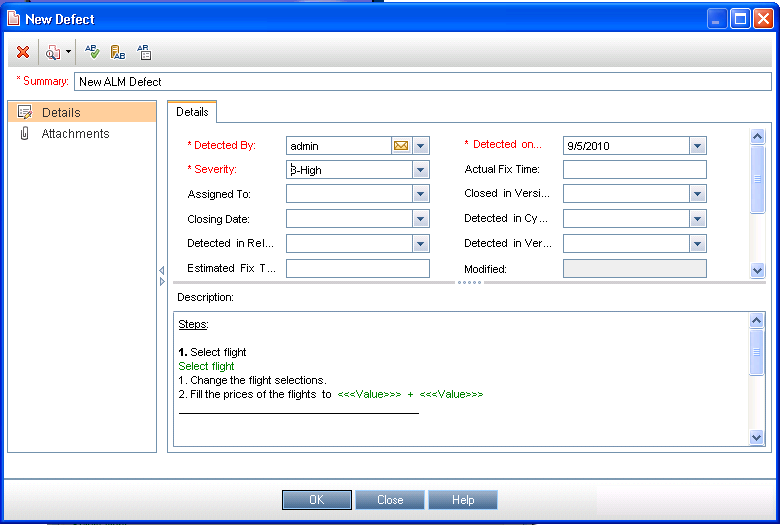 New Defect
* Summary: New ALM Defect
Details
Attachments
Details
* Detected By: admin * Detected on... 9/5/2010
* Severity: 3-High Actual Fix Time:
Assigned To: Closed in Versi...
Closing Date: Detected in Cy...
Detected in Rel... Detected in Ver...
Estimated Fix T... Modified:
Description:
Steps:
1. Select flight
Select flight
1. Change the flight selections.
2. Fill the prices of the flights to <<<Value>>> + <<<Value>>>
OK Close Help